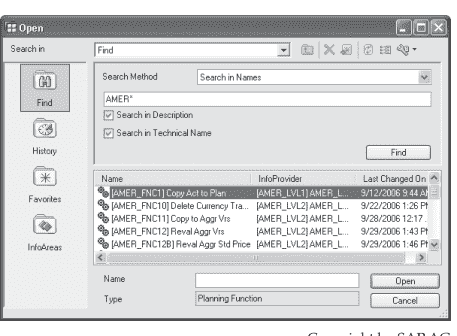 Open
Search in
Find
Find
History
Favorites
InfoAreas
Search Method
Search in Names
AMER*
Search in Description
Search in Technical Name
Find
Name InfoProvider Last Changed On
[AMER_FNC1] Copy Act to Plan [AMER_LVL1] AMER_L... 9/12/2006 9:44 AM
[AMER_FNC10] Delete Currency Tra... [AMER_LVL2] AMER_L... 9/22/2006 1:26 PM
[AMER_FNC11] Copy to Aggr Vrs [AMER_LVL2] AMER_L... 9/28/2006 12:17
[AMER_FNC12] Reval Aggr Vrs [AMER_LVL2] AMER_L... 9/29/2006 1:43 PM
[AMER_FNC12B] Reval Aggr Std Price [AMER_LVL2] AMER_L... 9/29/2006 1:46 PM
Name
Open
Type
Planning Function
Cancel